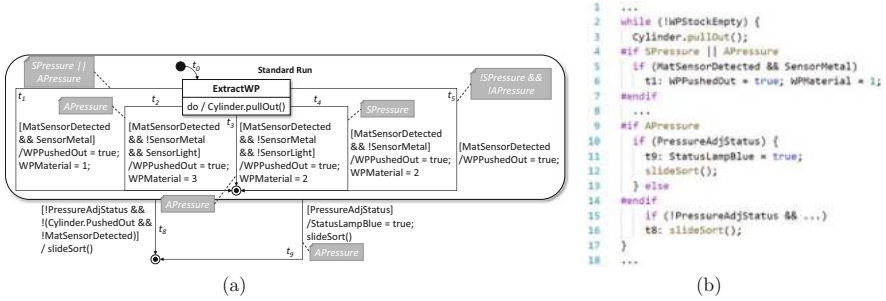 SPressure ||
APressure
t0
Standard Run
ExtractWP
do / Cylinder.pullOut()
!SPressure &&
!APressure
t1
APressure
t2
t3
t4
SPressure
t5
[MatSensorDetected
&& SensorMetal]
/WPPushedOut = true;
WPMaterial = 1;
[MatSensorDetected
&& !SensorMetal
&& SensorLight]
/WPPushedOut = true;
WPMaterial = 3
[MatSensorDetected
&& !SensorMetal
&& !SensorLight]
/WPPushedOut = true;
WPMaterial = 2
[MatSensorDetected
&& !SensorMetal]
/WPPushedOut = true;
WPMaterial = 2
[MatSensorDetected
/WPPushedOut = true;
APressure
[!PressureAdjStatus &&
!(Cylinder.PushedOut &&
!MatSensorDetected)]
/ slideSort()
t8
[PressureAdjStatus]
/StatusLampBlue = true;
slideSort()
t9
APressure
(a)
1 ...
2 while (!WPStockEmpty) {
3 Cylinder.pullOut();
4 #if SPressure || APressure
5 if (MatSensorDetected && SensorMetal)
6 t1: WPPushedOut = true; WPMaterial = 1;
7 #endif
8 ...
9 #if APressure
10 if (PressureAdjStatus) {
11 t9: StatusLampBlue = true;
12 slideSort();
13 } else
14 #endif
15 if (!PressureAdjStatus && ...)
16 t8: slideSort();
17 }
18 ...
(b)